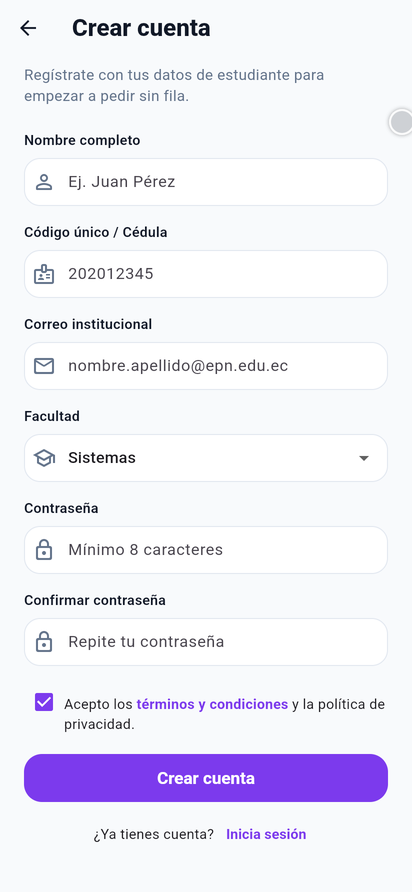 Crear cuenta
Regístrate con tus datos de estudiante para
empezar a pedir sin fila.
Nombre completo
Ej. Juan Pérez
Código único / Cédula
202012345
Correo institucional
nombre.apellido@epn.edu.ec
Facultad
Sistemas
Contraseña
Mínimo 8 caracteres
Confirmar contraseña
Repite tu contraseña
Acepto los términos y condiciones y la política de
privacidad.
Crear cuenta
¿Ya tienes cuenta? Inicia sesión